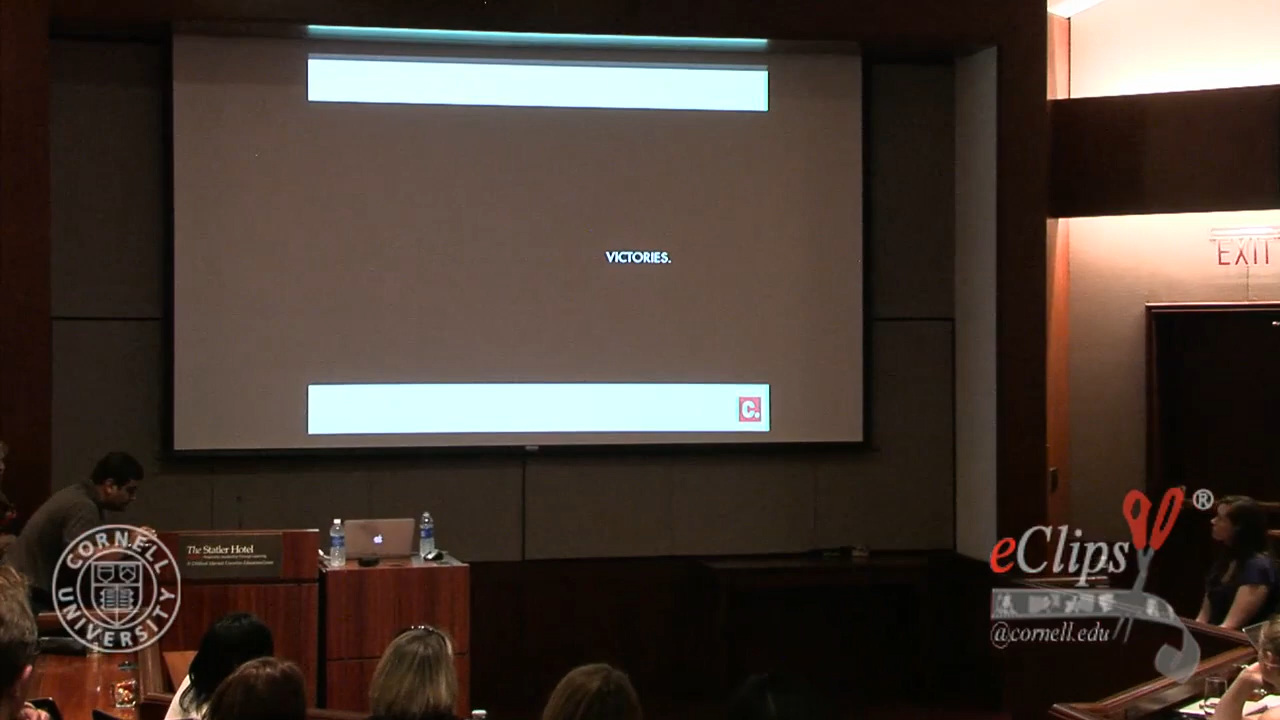 VICTORIES.
C.
EXIT
The Statler Hotel
CORNELL
UNIVERSITY
eClips®
@cornell.edu